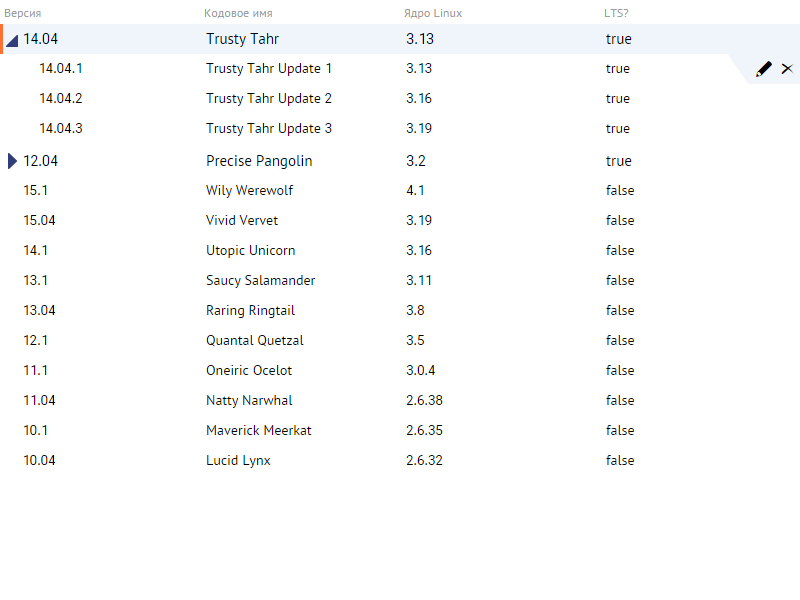 Версия Кодовое имя Ядро Linux LTS?
14.04 Trusty Tahr 3.13 true
14.04.1 Trusty Tahr Update 1 3.13 true
14.04.2 Trusty Tahr Update 2 3.16 true
14.04.3 Trusty Tahr Update 3 3.19 true
12.04 Precise Pangolin 3.2 true
15.1 Wily Werewolf 4.1 false
15.04 Vivid Vervet 3.19 false
14.1 Utopic Unicorn 3.16 false
13.1 Saucy Salamander 3.11 false
13.04 Raring Ringtail 3.8 false
12.1 Quantal Quetzal 3.5 false
11.1 Oneiric Ocelot 3.0.4 false
11.04 Natty Narwhal 2.6.38 false
10.1 Maverick Meerkat 2.6.35 false
10.04 Lucid Lynx 2.6.32 false